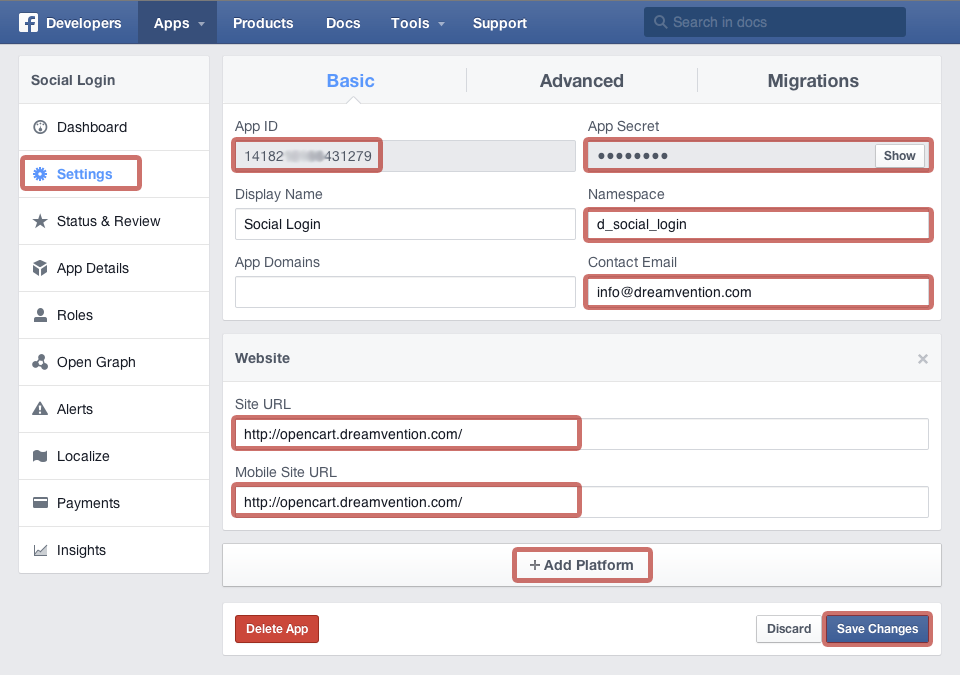 Developers Apps Products Docs Tools Support Search in docs
Social Login
Dashboard
Settings
Status & Review
App Details
Roles
Open Graph
Alerts
Localize
Payments
Insights
Basic Advanced Migrations
App ID App Secret
14182 431279 •••••••• Show
Display Name Namespace
Social Login d_social_login
App Domains Contact Email
info@dreamvention.com
Website
Site URL
http://opencart.dreamvention.com/
Mobile Site URL
http://opencart.dreamvention.com/
+ Add Platform
Delete App Discard Save Changes